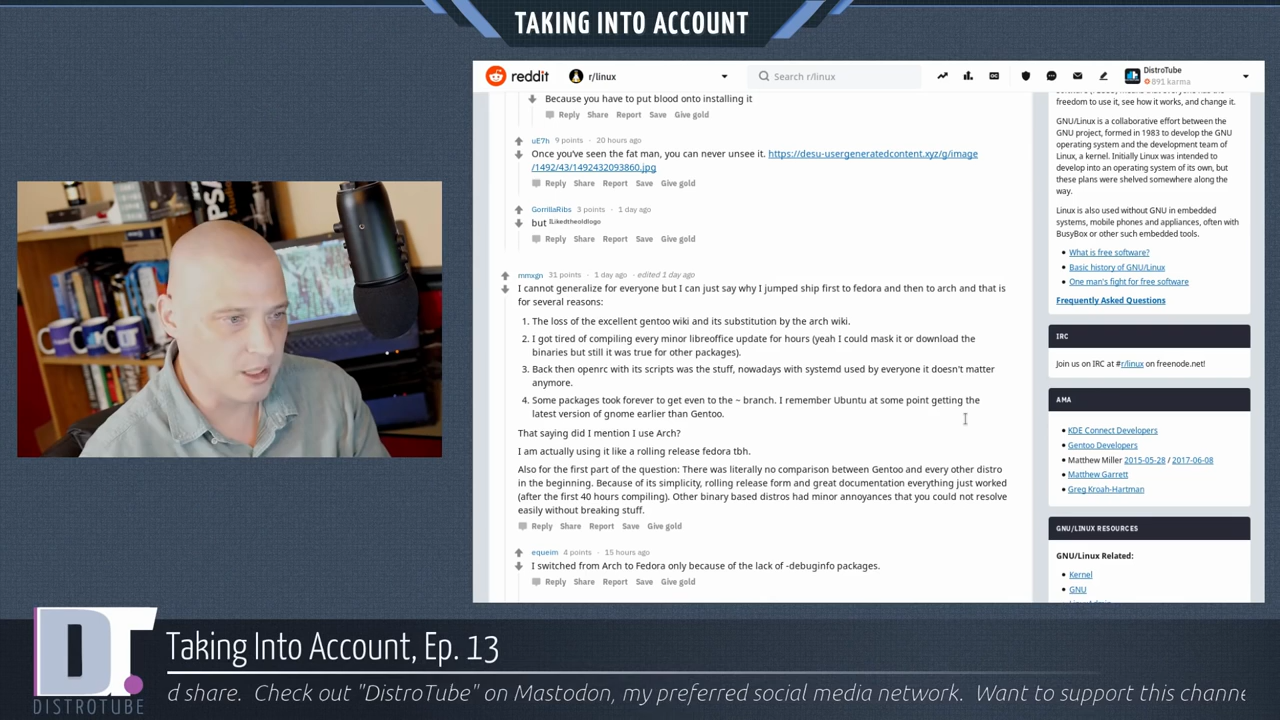 TAKING INTO ACCOUNT
reddit
r/linux
Search r/linux
DistroTube
891 karma
Because you have to put blood onto installing it
Reply Share Report Save Give gold
uE7h 9 points · 20 hours ago
Once you've seen the fat man, you can never unsee it. https://desu-usergeneratedcontent.xyz/g/image
/1492/43/1492432093860.jpg
Reply Share Report Save Give gold
GorrillaRibs 3 points · 1 day ago
but ILikedtheoldlogo
Reply Share Report Save Give gold
mmxgn 31 points · 1 day ago · edited 1 day ago
I cannot generalize for everyone but I can just say why I jumped ship first to fedora and then to arch and that is
for several reasons:
1. The loss of the excellent gentoo wiki and its substitution by the arch wiki.
2. I got tired of compiling every minor libreoffice update for hours (yeah I could mask it or download the
binaries but still it was true for other packages).
3. Back then openrc with its scripts was the stuff, nowadays with systemd used by everyone it doesn't matter
anymore.
4. Some packages took forever to get even to the ~ branch. I remember Ubuntu at some point getting the
latest version of gnome earlier than Gentoo.
That saying did I mention I use Arch?
I am actually using it like a rolling release fedora tbh.
Also for the first part of the question: There was literally no comparison between Gentoo and every other distro
in the beginning. Because of its simplicity, rolling release form and great documentation everything just worked
(after the first 40 hours compiling). Other binary based distros had minor annoyances that you could not resolve
easily without breaking stuff.
Reply Share Report Save Give gold
equeim 4 points · 15 hours ago
I switched from Arch to Fedora only because of the lack of -debuginfo packages.
Reply Share Report Save Give gold
freedom to use it, see how it works, and change it.
GNU/Linux is a collaborative effort between the
GNU project, formed in 1983 to develop the GNU
operating system and the development team of
Linux, a kernel. Initially Linux was intended to
develop into an operating system of its own, but
these plans were shelved somewhere along the
way.
Linux is also used without GNU in embedded
systems, mobile phones and appliances, often with
BusyBox or other such embedded tools.
What is free software?
Basic history of GNU/Linux
One man's fight for free software
Frequently Asked Questions
IRC
Join us on IRC at #r/linux on freenode.net!
AMA
KDE Connect Developers
Gentoo Developers
Matthew Miller 2015-05-28 / 2017-06-08
Matthew Garrett
Greg Kroah-Hartman
GNU/LINUX RESOURCES
GNU/Linux Related:
Kernel
GNU
DT
DISTROTUBE
Taking Into Account, Ep. 13
d share. Check out "DistroTube" on Mastodon, my preferred social media network. Want to support this channe